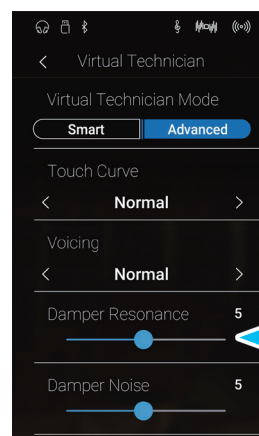 Virtual Technician
Virtual Technician Mode
Smart Advanced
Touch Curve
Normal
Voicing
Normal
Damper Resonance 5
Damper Noise 5